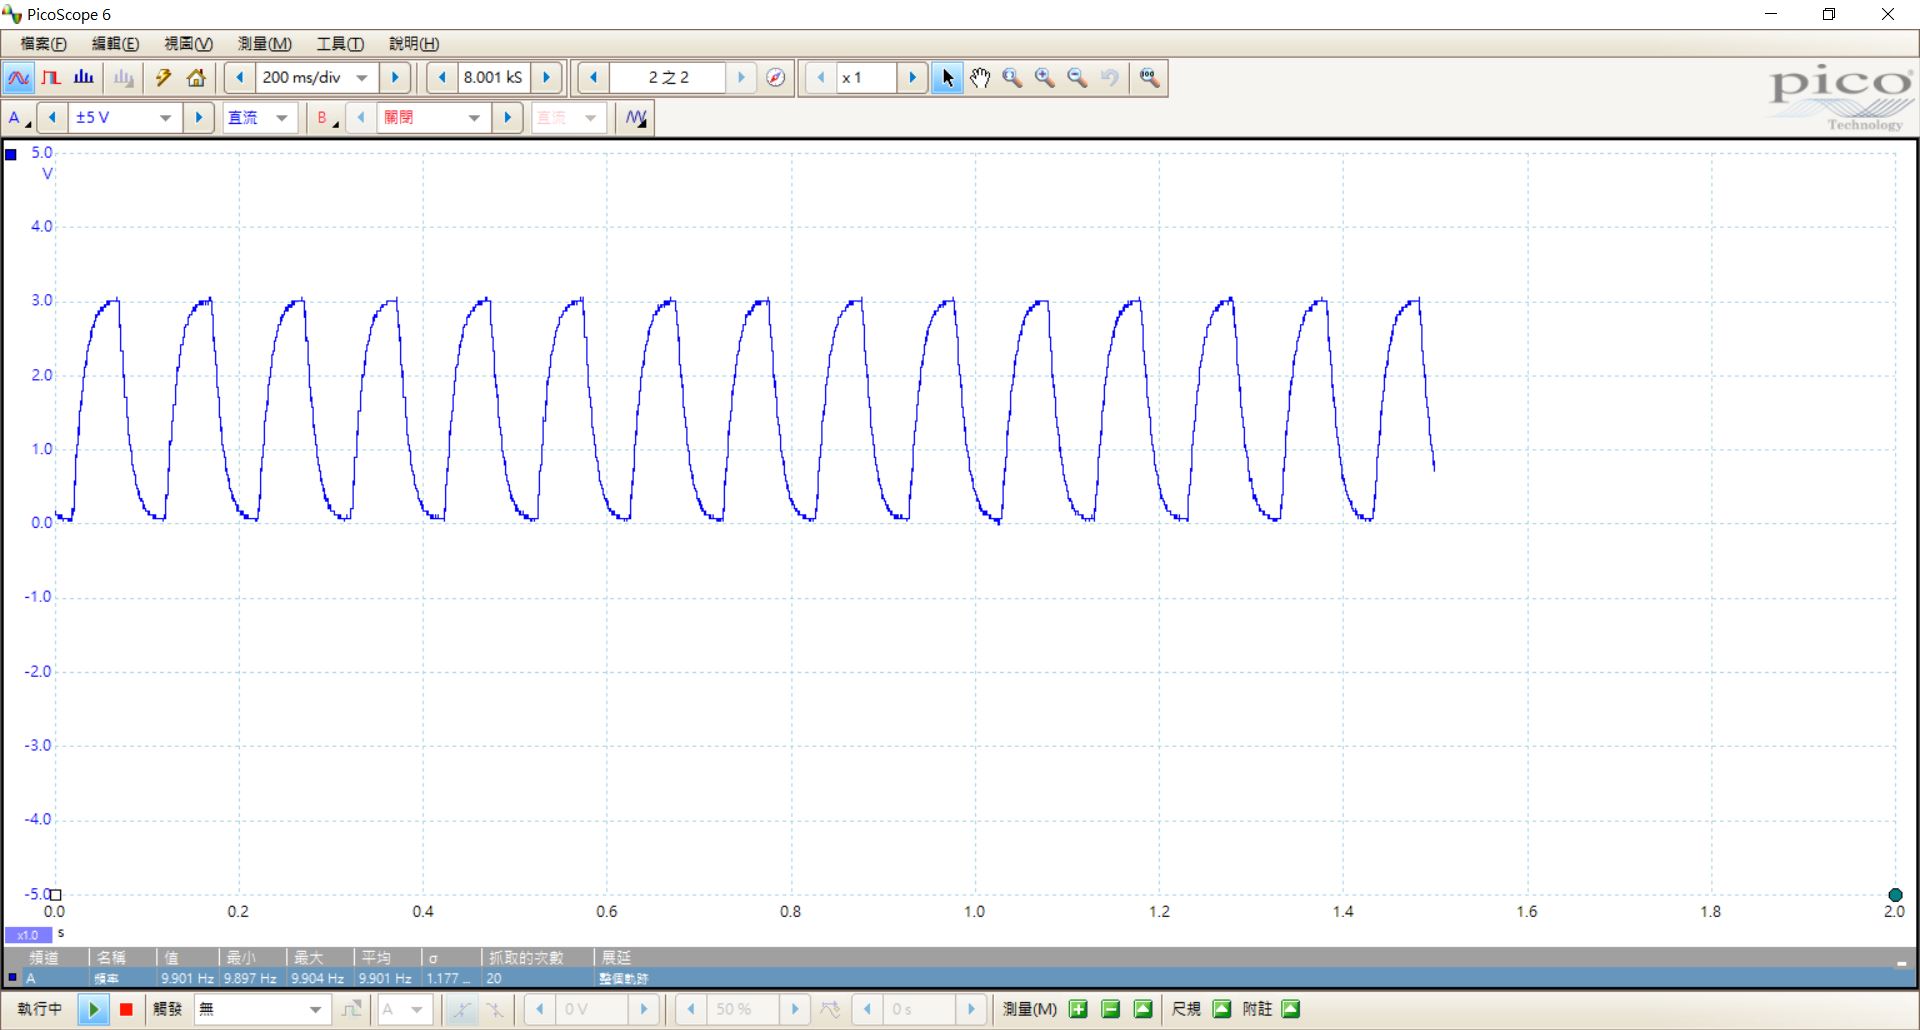 PicoScope 6
檔案(F) 編輯(E) 視圖(V) 測量(M) 工具(T) 說明(H)
200 ms/div 8.001 kS 2 之 2 x 1
pico
Technology
A ±5 V 直流 B 關閉 直流
5.0
V
4.0
3.0
2.0
1.0
0.0
-1.0
-2.0
-3.0
-4.0
-5.0
0.0 0.2 0.4 0.6 0.8 1.0 1.2 1.4 1.6 1.8 2.0
x1.0 s
頻道 名稱 值 最小 最大 平均 σ 抓取的次數 展延
A 頻率 9.901 Hz 9.897 Hz 9.904 Hz 9.901 Hz 1.177 ... 20 整個軌跡
執行中 觸發 無 A 0 V 50 % 0 s 測量(M) 尺規 附註